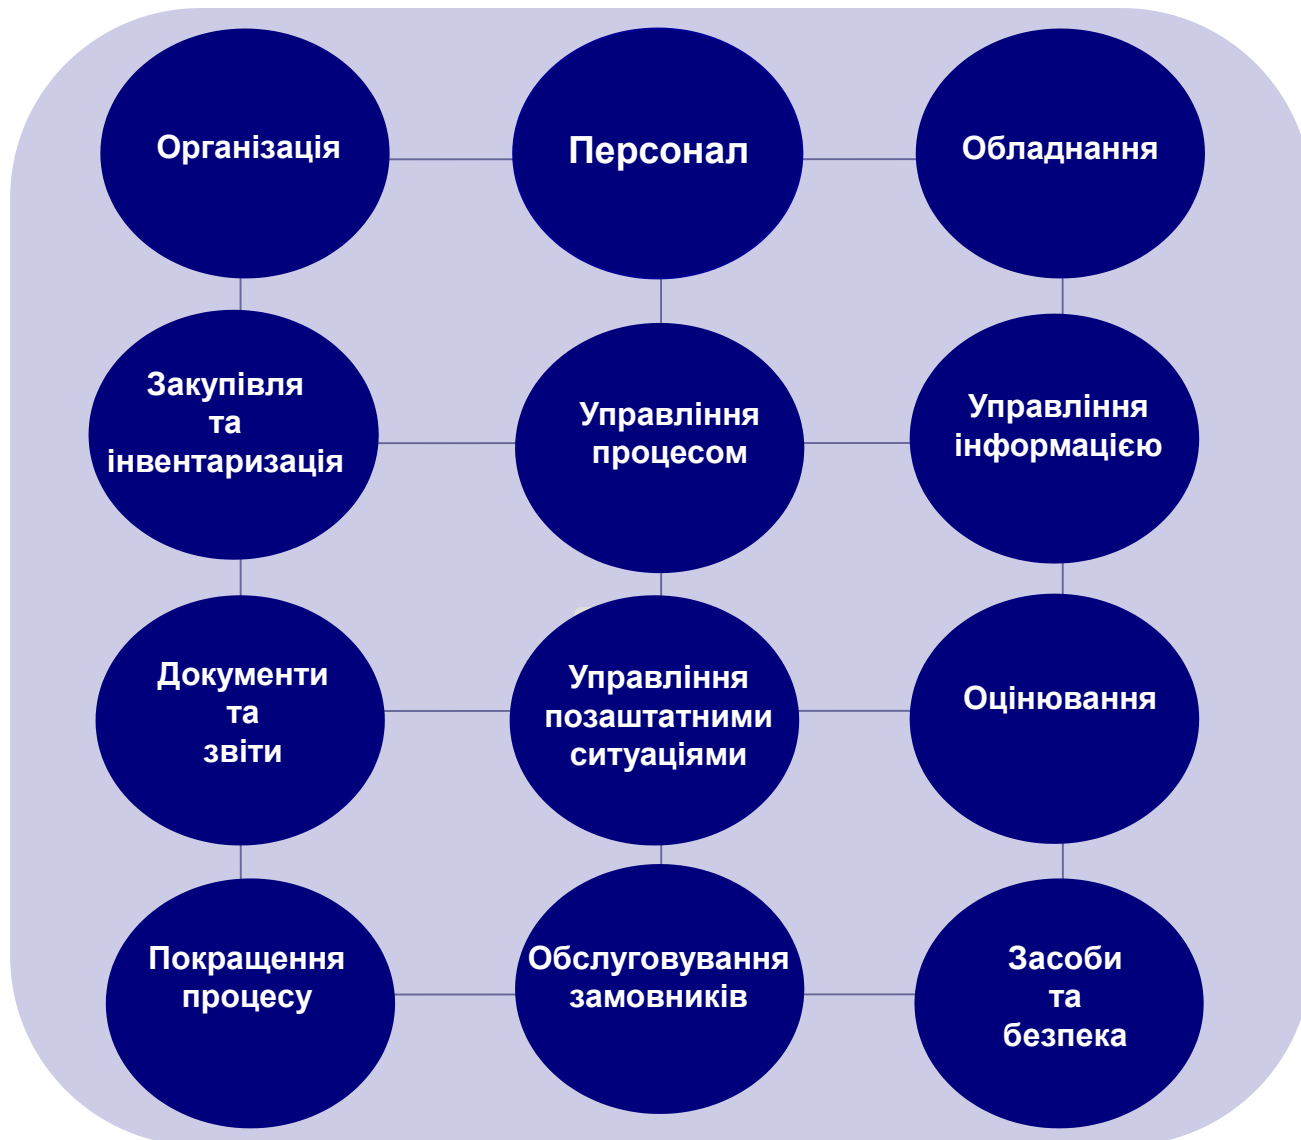 Організація
Персонал
Обладнання
Закупівля
та
інвентаризація
Управління
процесом
Управління
інформацією
Документи
та
звіти
Управління
позаштатними
ситуаціями
Оцінювання
Покращення
процесу
Обслуговування
замовників
Засоби
та
безпека